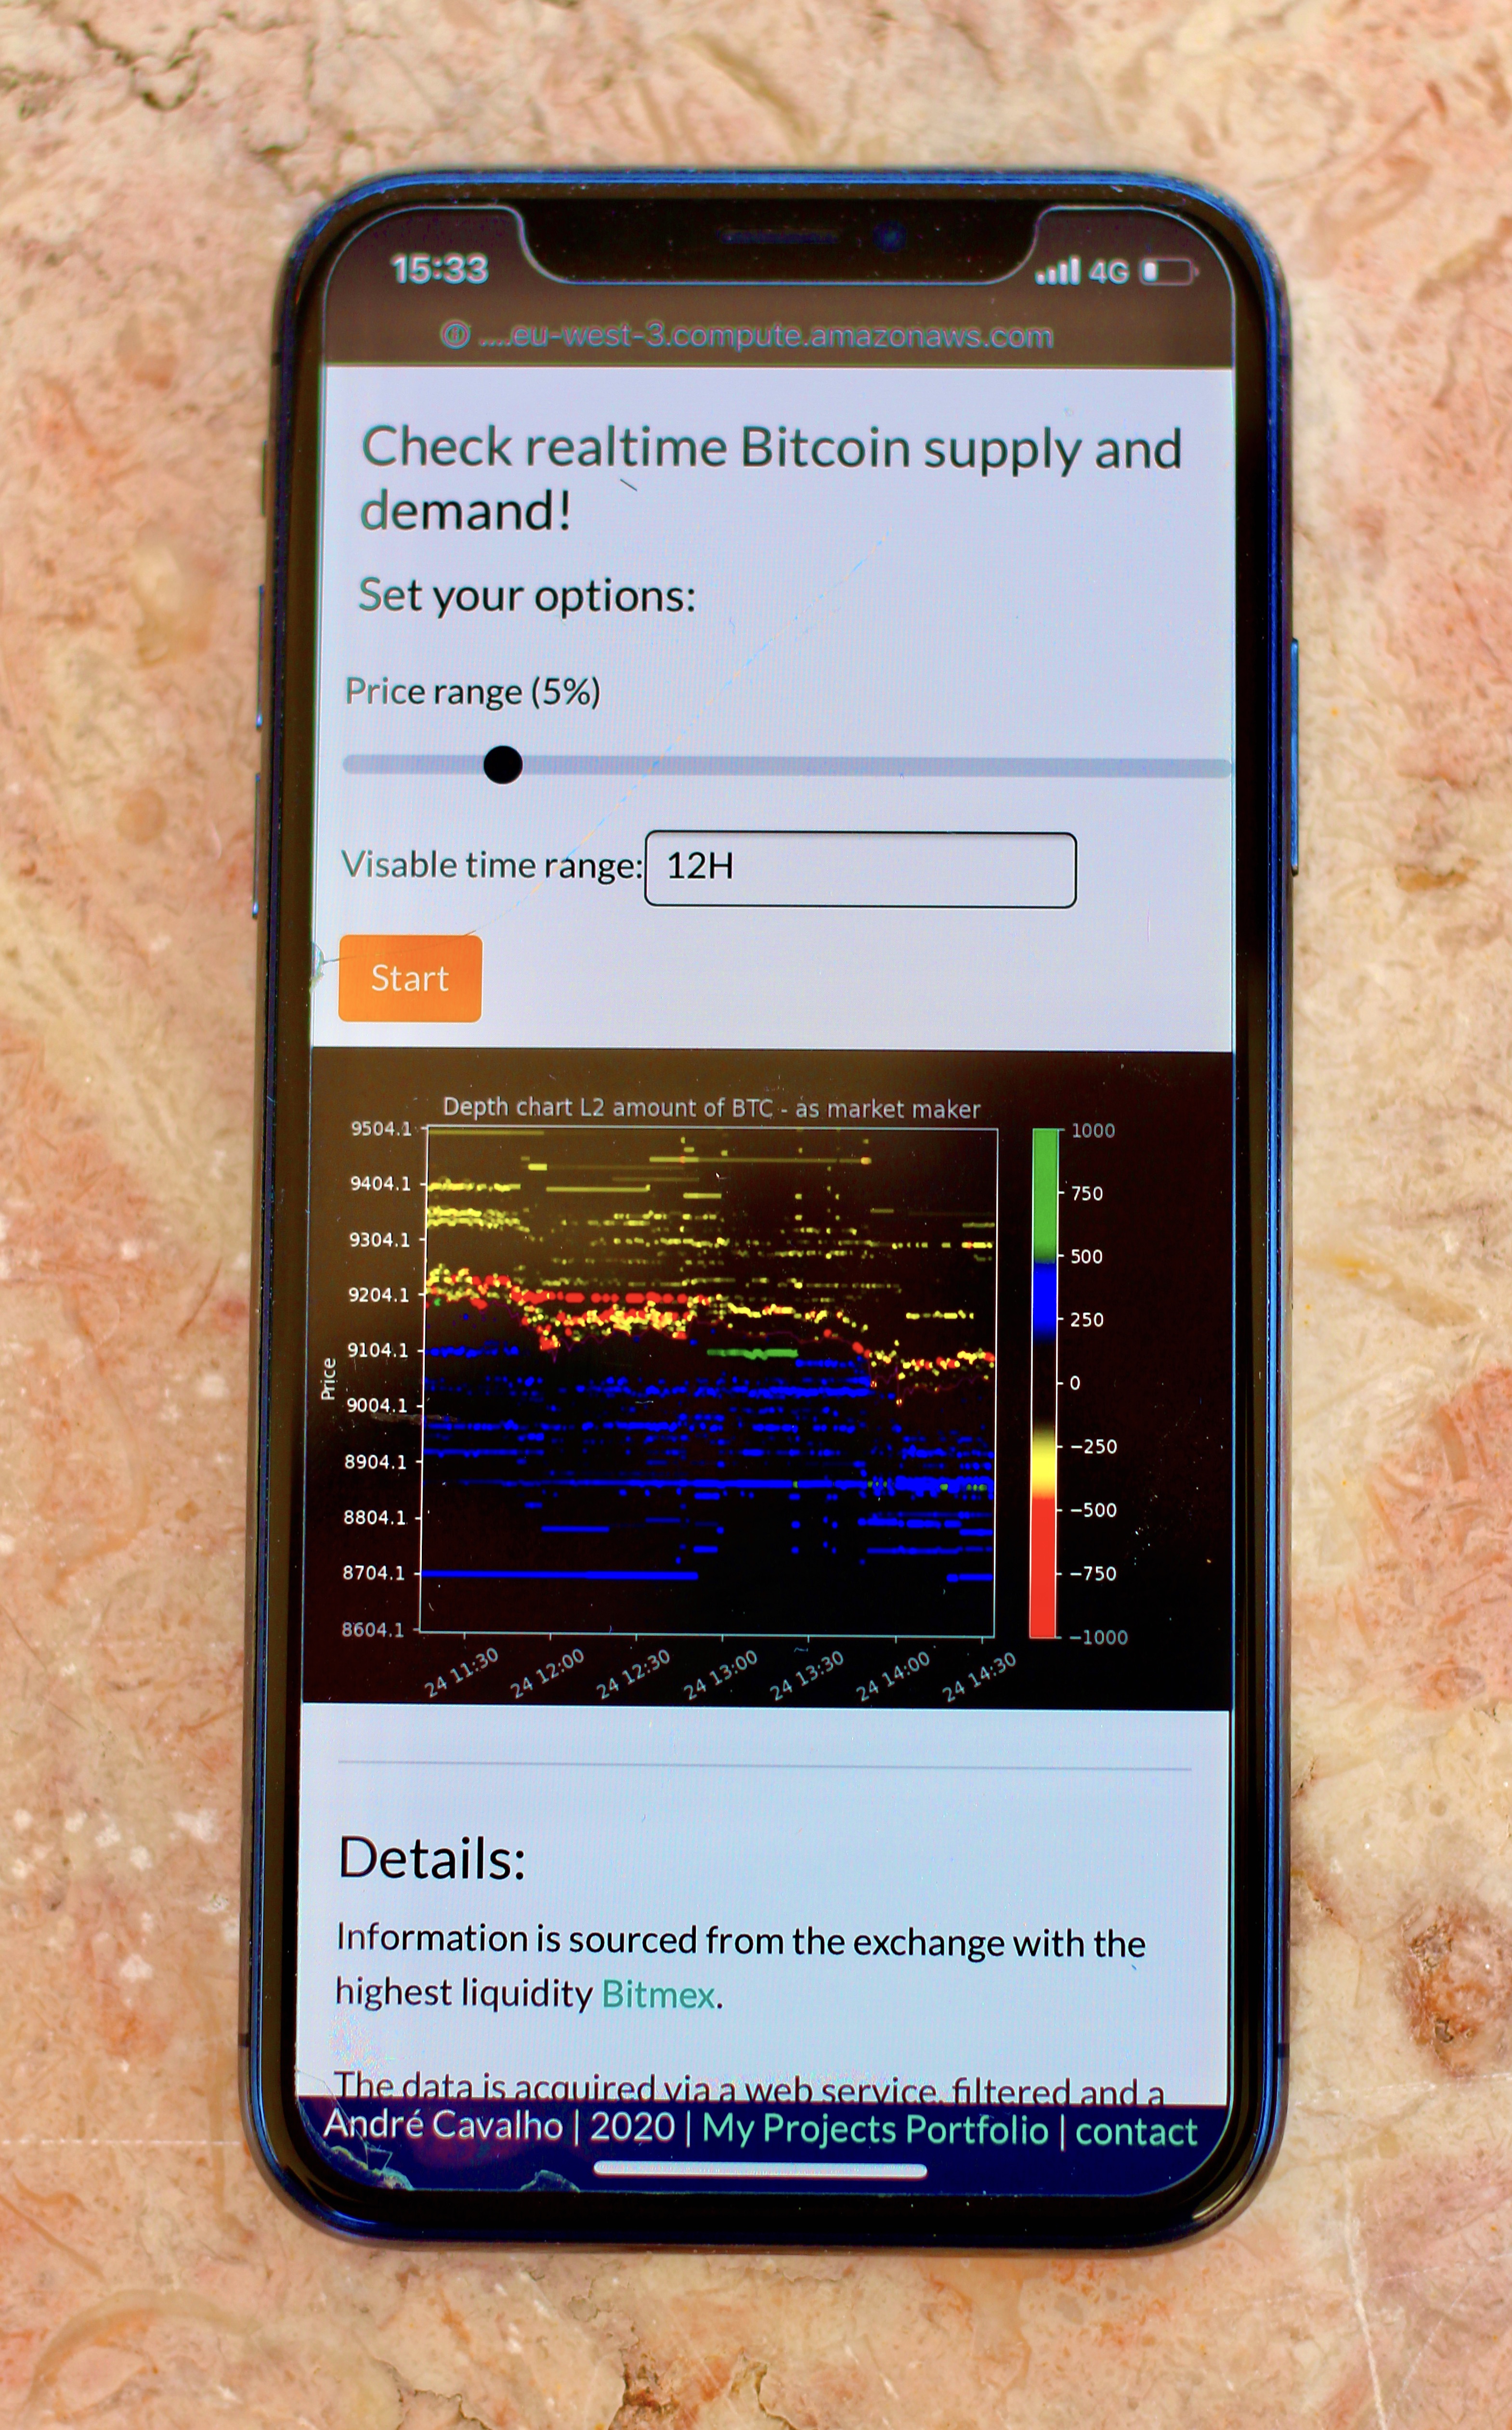 15:33
4G
....eu-west-3.compute.amazonaws.com
Check realtime Bitcoin supply and
demand!
Set your options:
Price range (5%)
Visable time range: 12H
Start
Depth chart L2 amount of BTC - as market maker
Price
9504.1
9404.1
9304.1
9204.1
9104.1
9004.1
8904.1
8804.1
8704.1
8604.1
24 11:30
24 12:00
24 12:30
24 13:00
24 13:30
24 14:00
24 14:30
1000
750
500
250
0
−250
−500
−750
−1000
Details:
Information is sourced from the exchange with the
highest liquidity Bitmex.
The data is acquired via a web service, filtered and a
André Cavalho | 2020 | My Projects Portfolio | contact